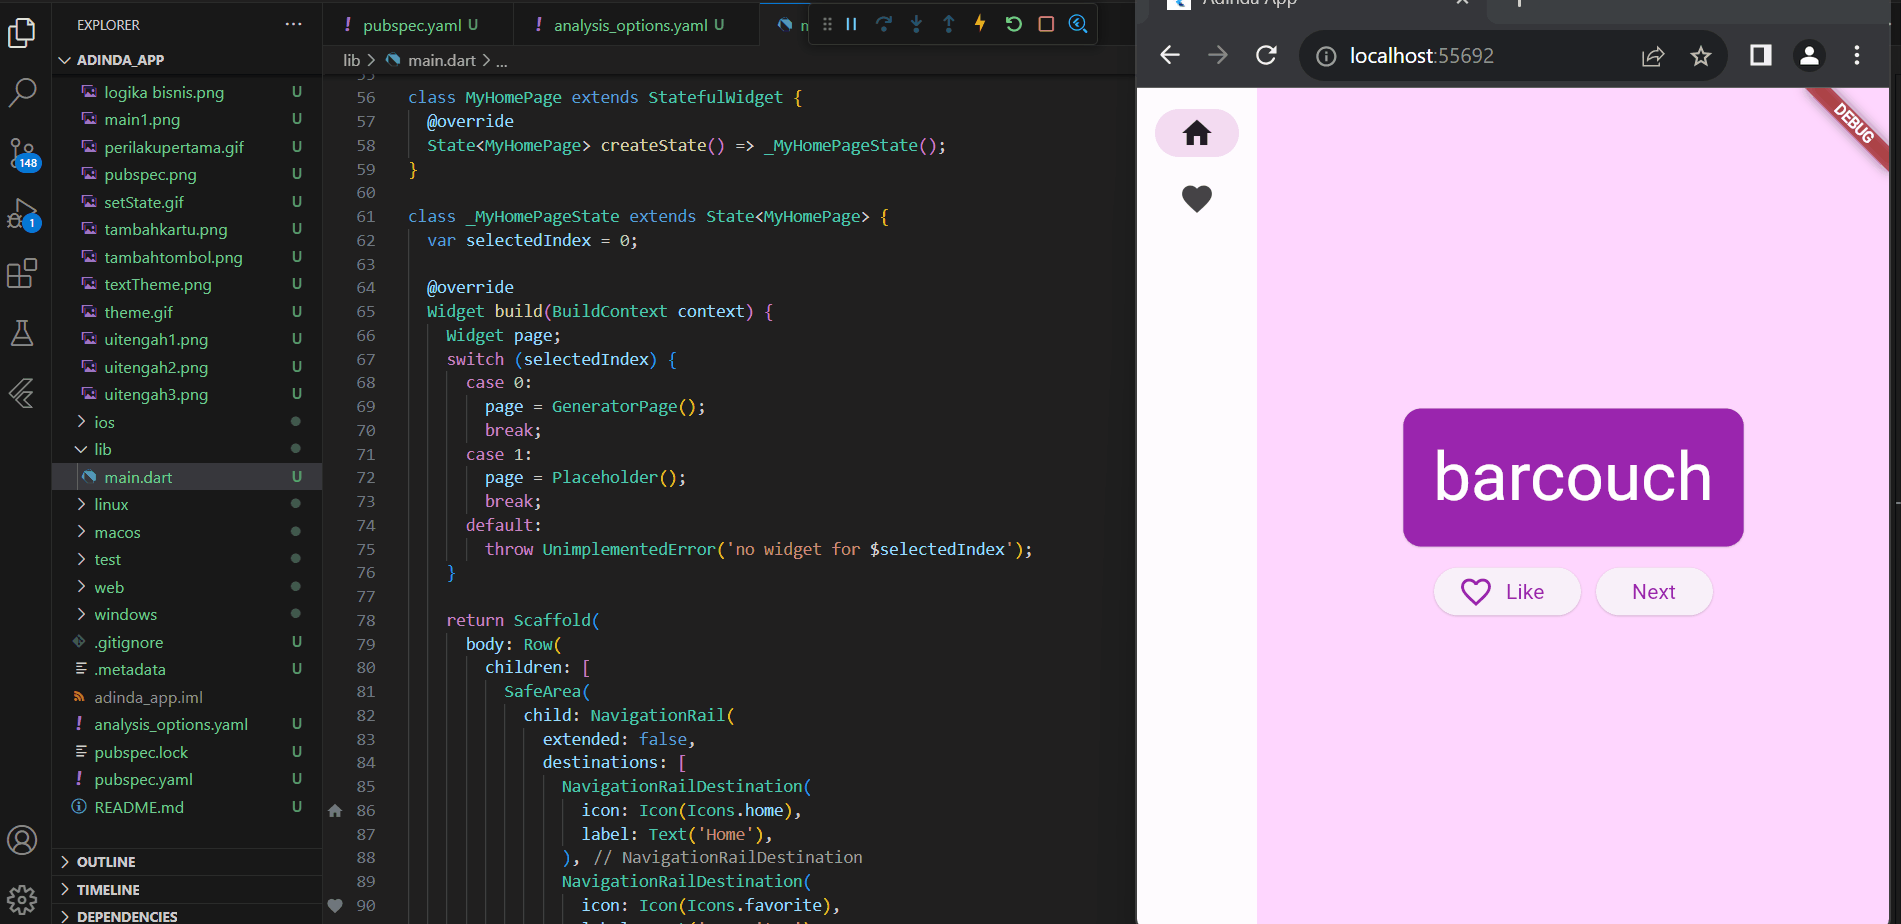 EXPLORER
ADINDA_APP
logika bisnis.png U
main1.png U
perilakupertama.gif U
pubspec.png U
setState.gif U
tambahkartu.png U
tambahtombol.png U
textTheme.png U
theme.gif U
uitengah1.png U
uitengah2.png U
uitengah3.png U
ios
lib
main.dart U
linux
macos
test
web
windows
.gitignore U
.metadata U
adinda_app.iml
analysis_options.yaml U
pubspec.lock U
pubspec.yaml U
README.md U
OUTLINE
TIMELINE
DEPENDENCIES
148
1
pubspec.yaml U
analysis_options.yaml U
lib > main.dart > ...
56 class MyHomePage extends StatefulWidget {
57 @override
58 State<MyHomePage> createState() => _MyHomePageState();
59 }
60
61 class _MyHomePageState extends State<MyHomePage> {
62 var selectedIndex = 0;
63
64 @override
65 Widget build(BuildContext context) {
66 Widget page;
67 switch (selectedIndex) {
68 case 0:
69 page = GeneratorPage();
70 break;
71 case 1:
72 page = Placeholder();
73 break;
74 default:
75 throw UnimplementedError('no widget for $selectedIndex');
76 }
77
78 return Scaffold(
79 body: Row(
80 children: [
81 SafeArea(
82 child: NavigationRail(
83 extended: false,
84 destinations: [
85 NavigationRailDestination(
86 icon: Icon(Icons.home),
87 label: Text('Home'),
88 ), // NavigationRailDestination
89 NavigationRailDestination(
90 icon: Icon(Icons.favorite),
Adinda App
localhost:55692
DEBUG
barcouch
Like
Next